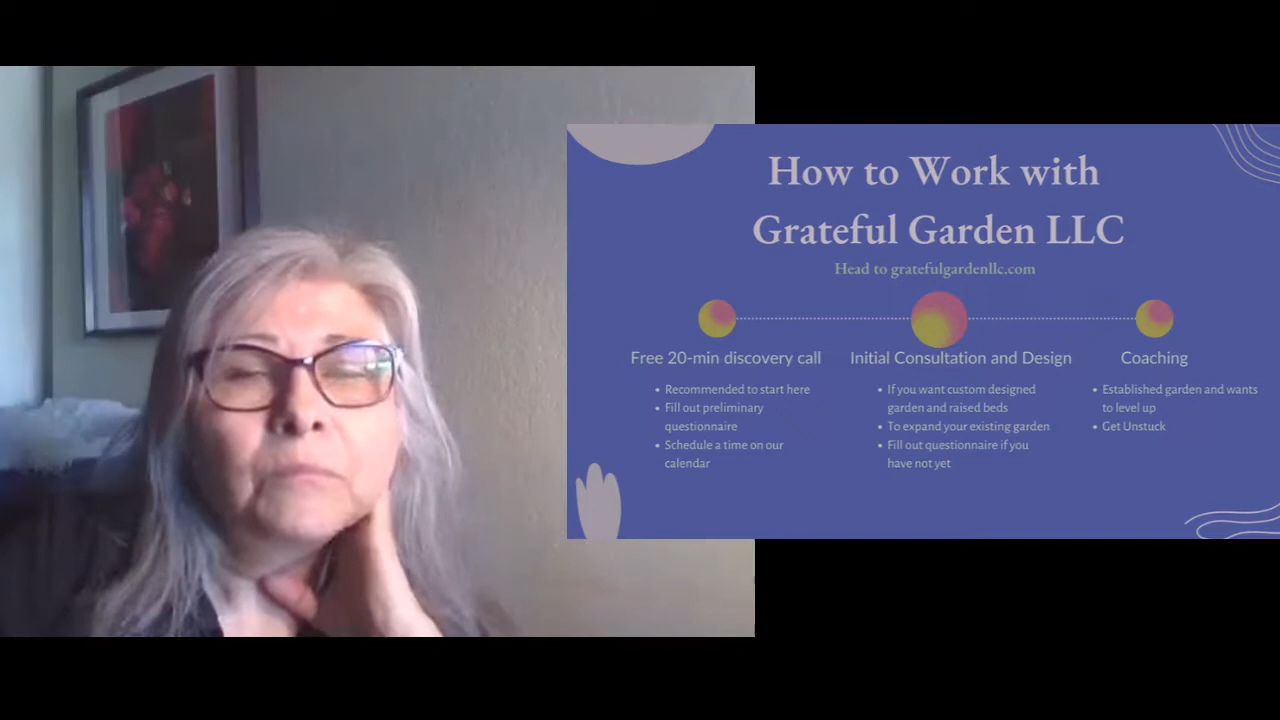 How to Work with
Grateful Garden LLC
Head to gratefulgardenllc.com
Free 20-min discovery call
• Recommended to start here
• Fill out preliminary
questionnaire
• Schedule a time on our
calendar
Initial Consultation and Design
• If you want custom designed
garden and raised beds
• To expand your existing garden
• Fill out questionnaire if you
have not yet
Coaching
• Established garden and wants
to level up
• Get Unstuck